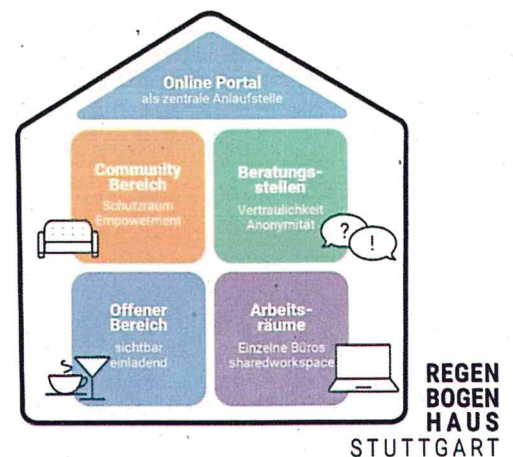 Online Portal
als zentrale Anlaufstelle
Community
Bereich
Schutzraum
Empowerment
Beratungs-
stellen
Vertraulichkeit
Anonymität
? !
Offener
Bereich
sichtbar
einladend
Arbeits-
räume
Einzelne Büros
sharedworkspace
REGEN
BOGEN
HAUS
STUTTGART